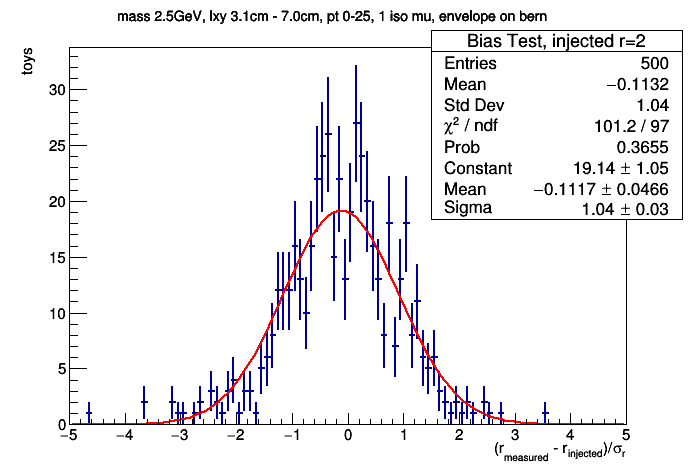 mass 2.5GeV, lxy 3.1cm - 7.0cm, pt 0-25, 1 iso mu, envelope on bern
Bias Test, injected r=2
Entries 500
Mean −0.1132
Std Dev 1.04
χ² / ndf 101.2 / 97
Prob 0.3655
Constant 19.14 ± 1.05
Mean −0.1117 ± 0.0466
Sigma 1.04 ± 0.03
toys
30
25
20
15
10
5
0
−5 −4 −3 −2 −1 0 1 2 3 4 5
(r_measured - r_injected)/σ_r